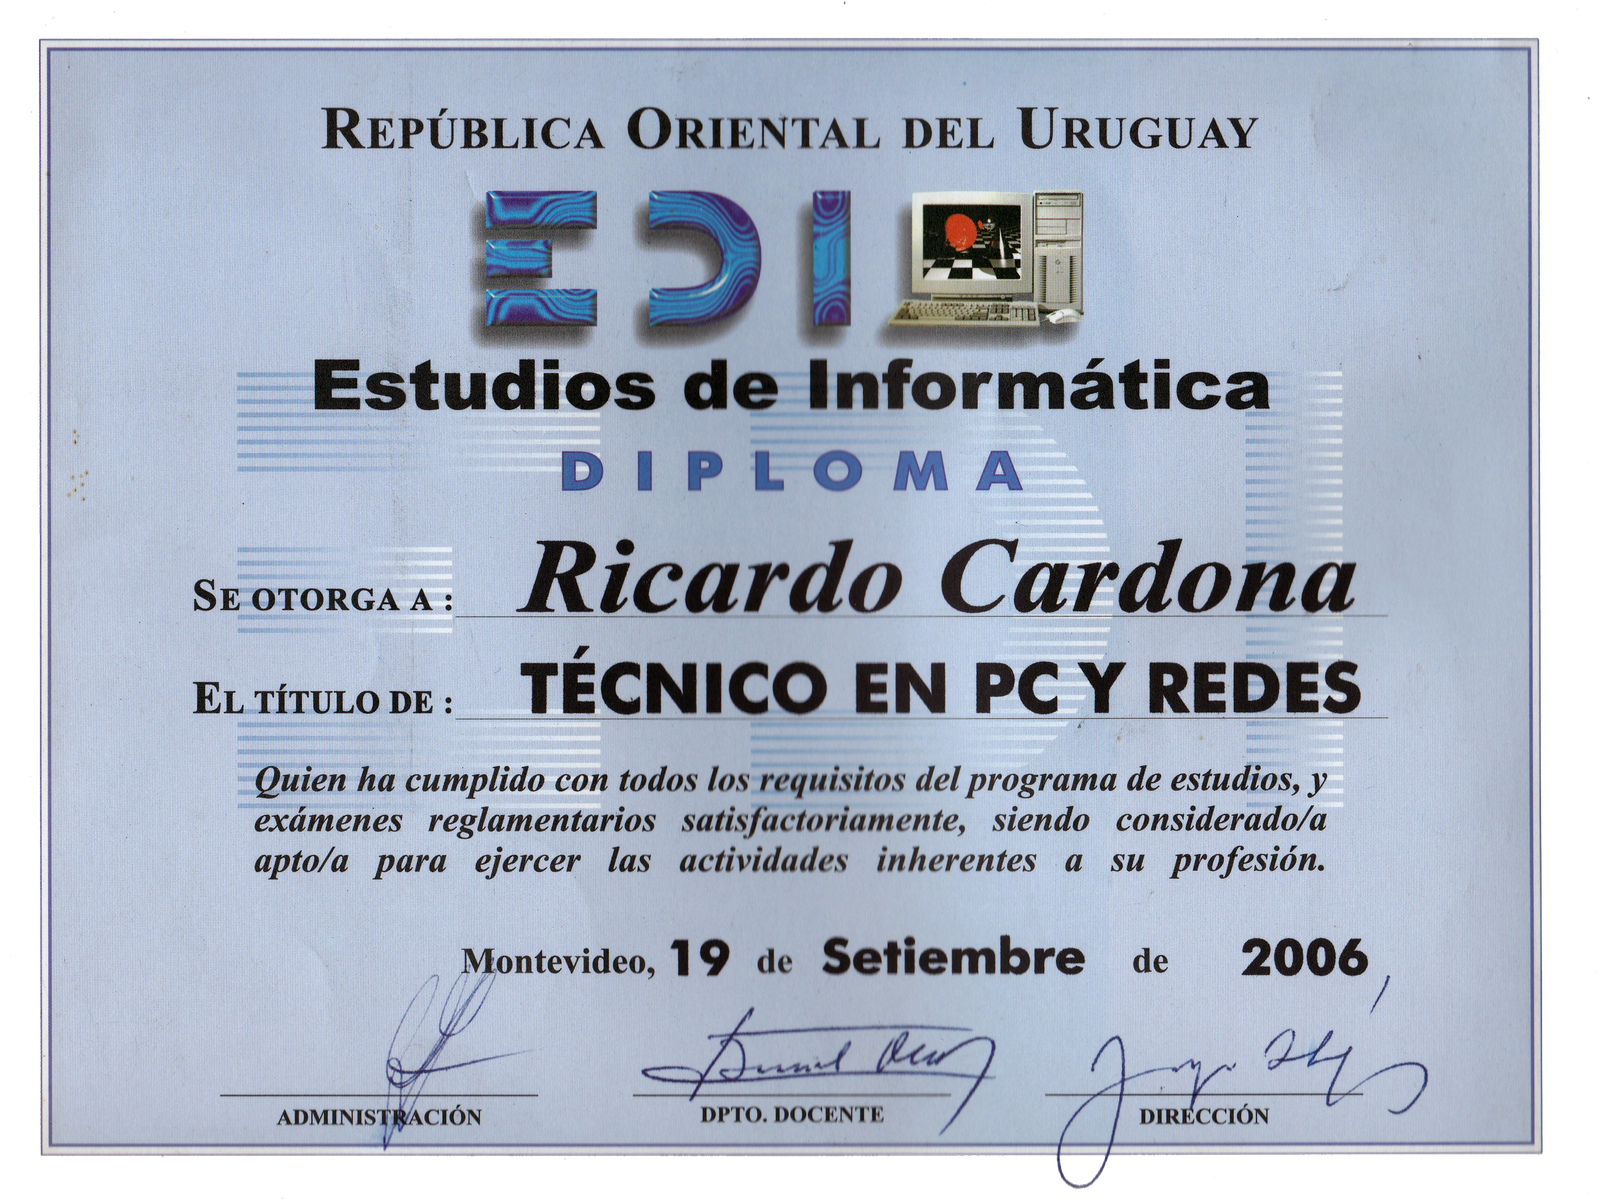 REPÚBLICA ORIENTAL DEL URUGUAY
EDI
Estudios de Informática
DIPLOMA
SE OTORGA A : Ricardo Cardona
EL TÍTULO DE : TÉCNICO EN PC Y REDES
Quien ha cumplido con todos los requisitos del programa de estudios, y
exámenes reglamentarios satisfactoriamente, siendo considerado/a
apto/a para ejercer las actividades inherentes a su profesión.
Montevideo, 19 de Setiembre de 2006
ADMINISTRACIÓN DPTO. DOCENTE DIRECCIÓN